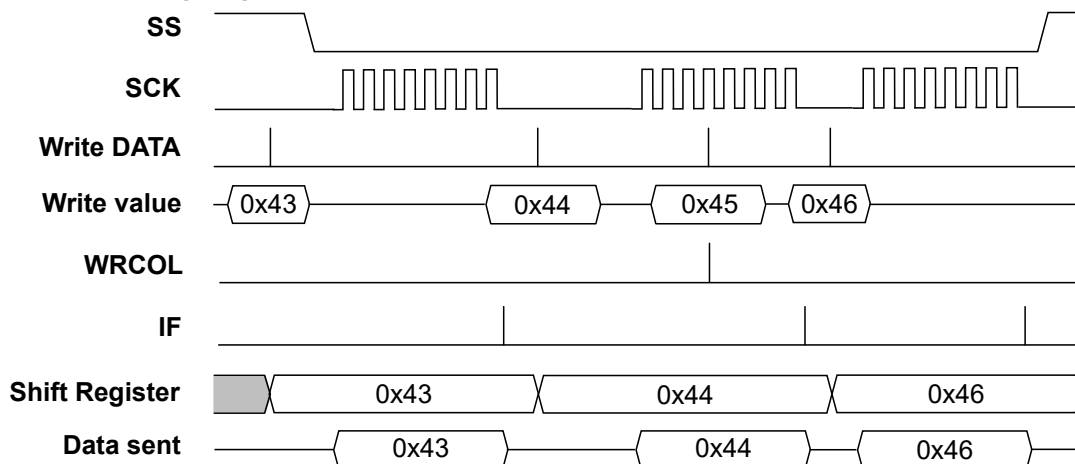 SS
SCK
Write DATA
Write value 0x43 0x44 0x45 0x46
WRCOL
IF
Shift Register 0x43 0x44 0x46
Data sent 0x43 0x44 0x46